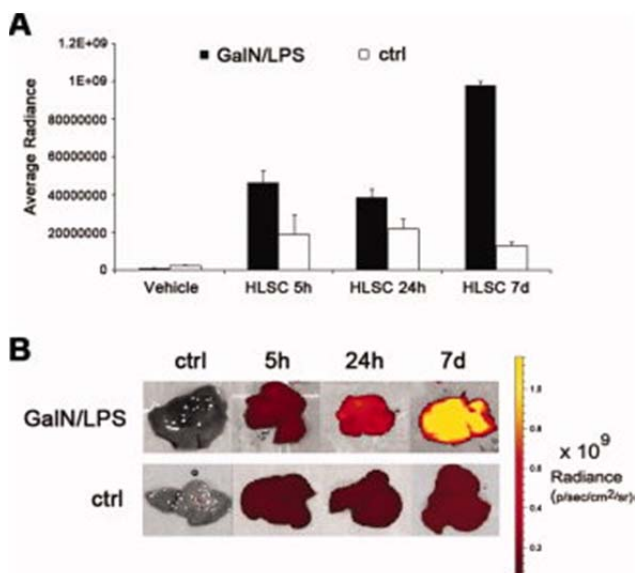 A
GalN/LPS ctrl
Average Radiance
1.2E+09
1E+09
80000000
60000000
40000000
20000000
0
Vehicle HLSC 5h HLSC 24h HLSC 7d
B
ctrl 5h 24h 7d
GalN/LPS
ctrl
1.0
0.8
0.6
0.4
0.2
x 10⁹
Radiance
(p/sec/cm²/sr)